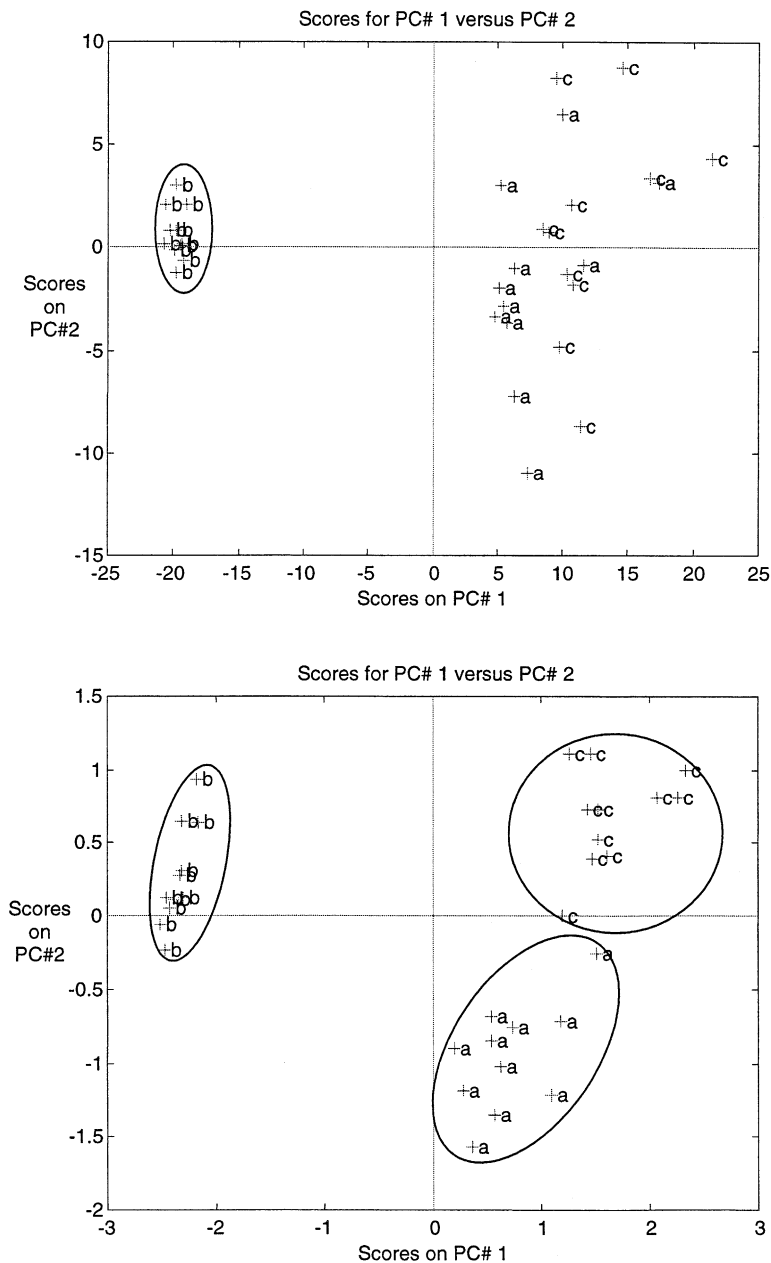 Scores for PC# 1 versus PC# 2
10
c
c
a
5
c
c a
b a
b b c
b b c c
0 b b b
b a a
b c
b c
a
a
a
a
-5
c
a
c
-10
a
-15
Scores
on
PC#2
-25 -20 -15 -10 -5 0 5 10 15 20 25
Scores on PC# 1
Scores for PC# 1 versus PC# 2
1.5
c c
1
c
b
c c
c c
b b
0.5
c
c c
b
b
b b b
b
0
c
b
b
a
-0.5
a a a
a
a
-1
a
a a
a
-1.5
a
-2
Scores
on
PC#2
-3 -2 -1 0 1 2 3
Scores on PC# 1